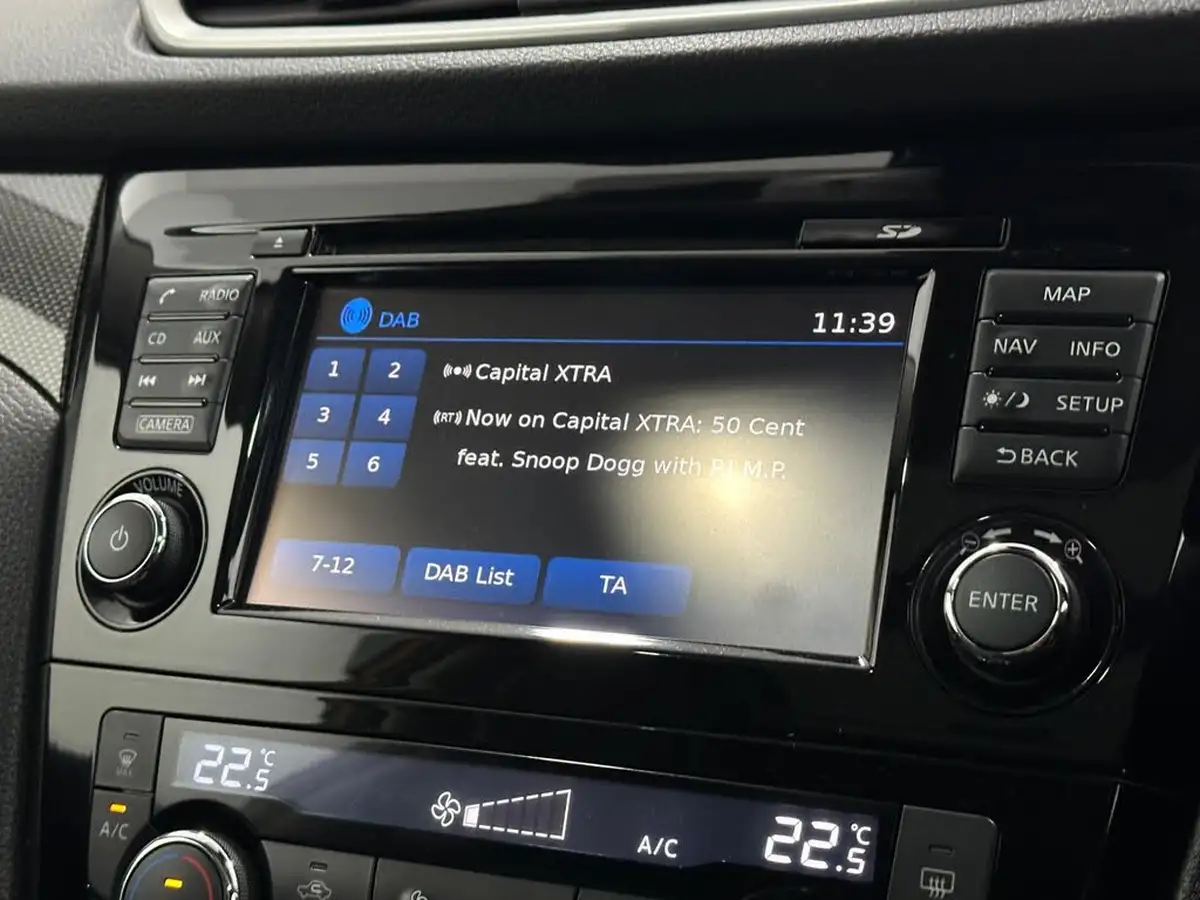 SD
RADIO
CD AUX
CAMERA
VOLUME
DAB
11:39
1 2
3 4
5 6
Capital XTRA
(RT) Now on Capital XTRA: 50 Cent
feat. Snoop Dogg with P.I.M.P.
7-12
DAB List
TA
MAP
NAV INFO
SETUP
BACK
ENTER
MAX
A/C
22.5°C
A/C
22.5°C